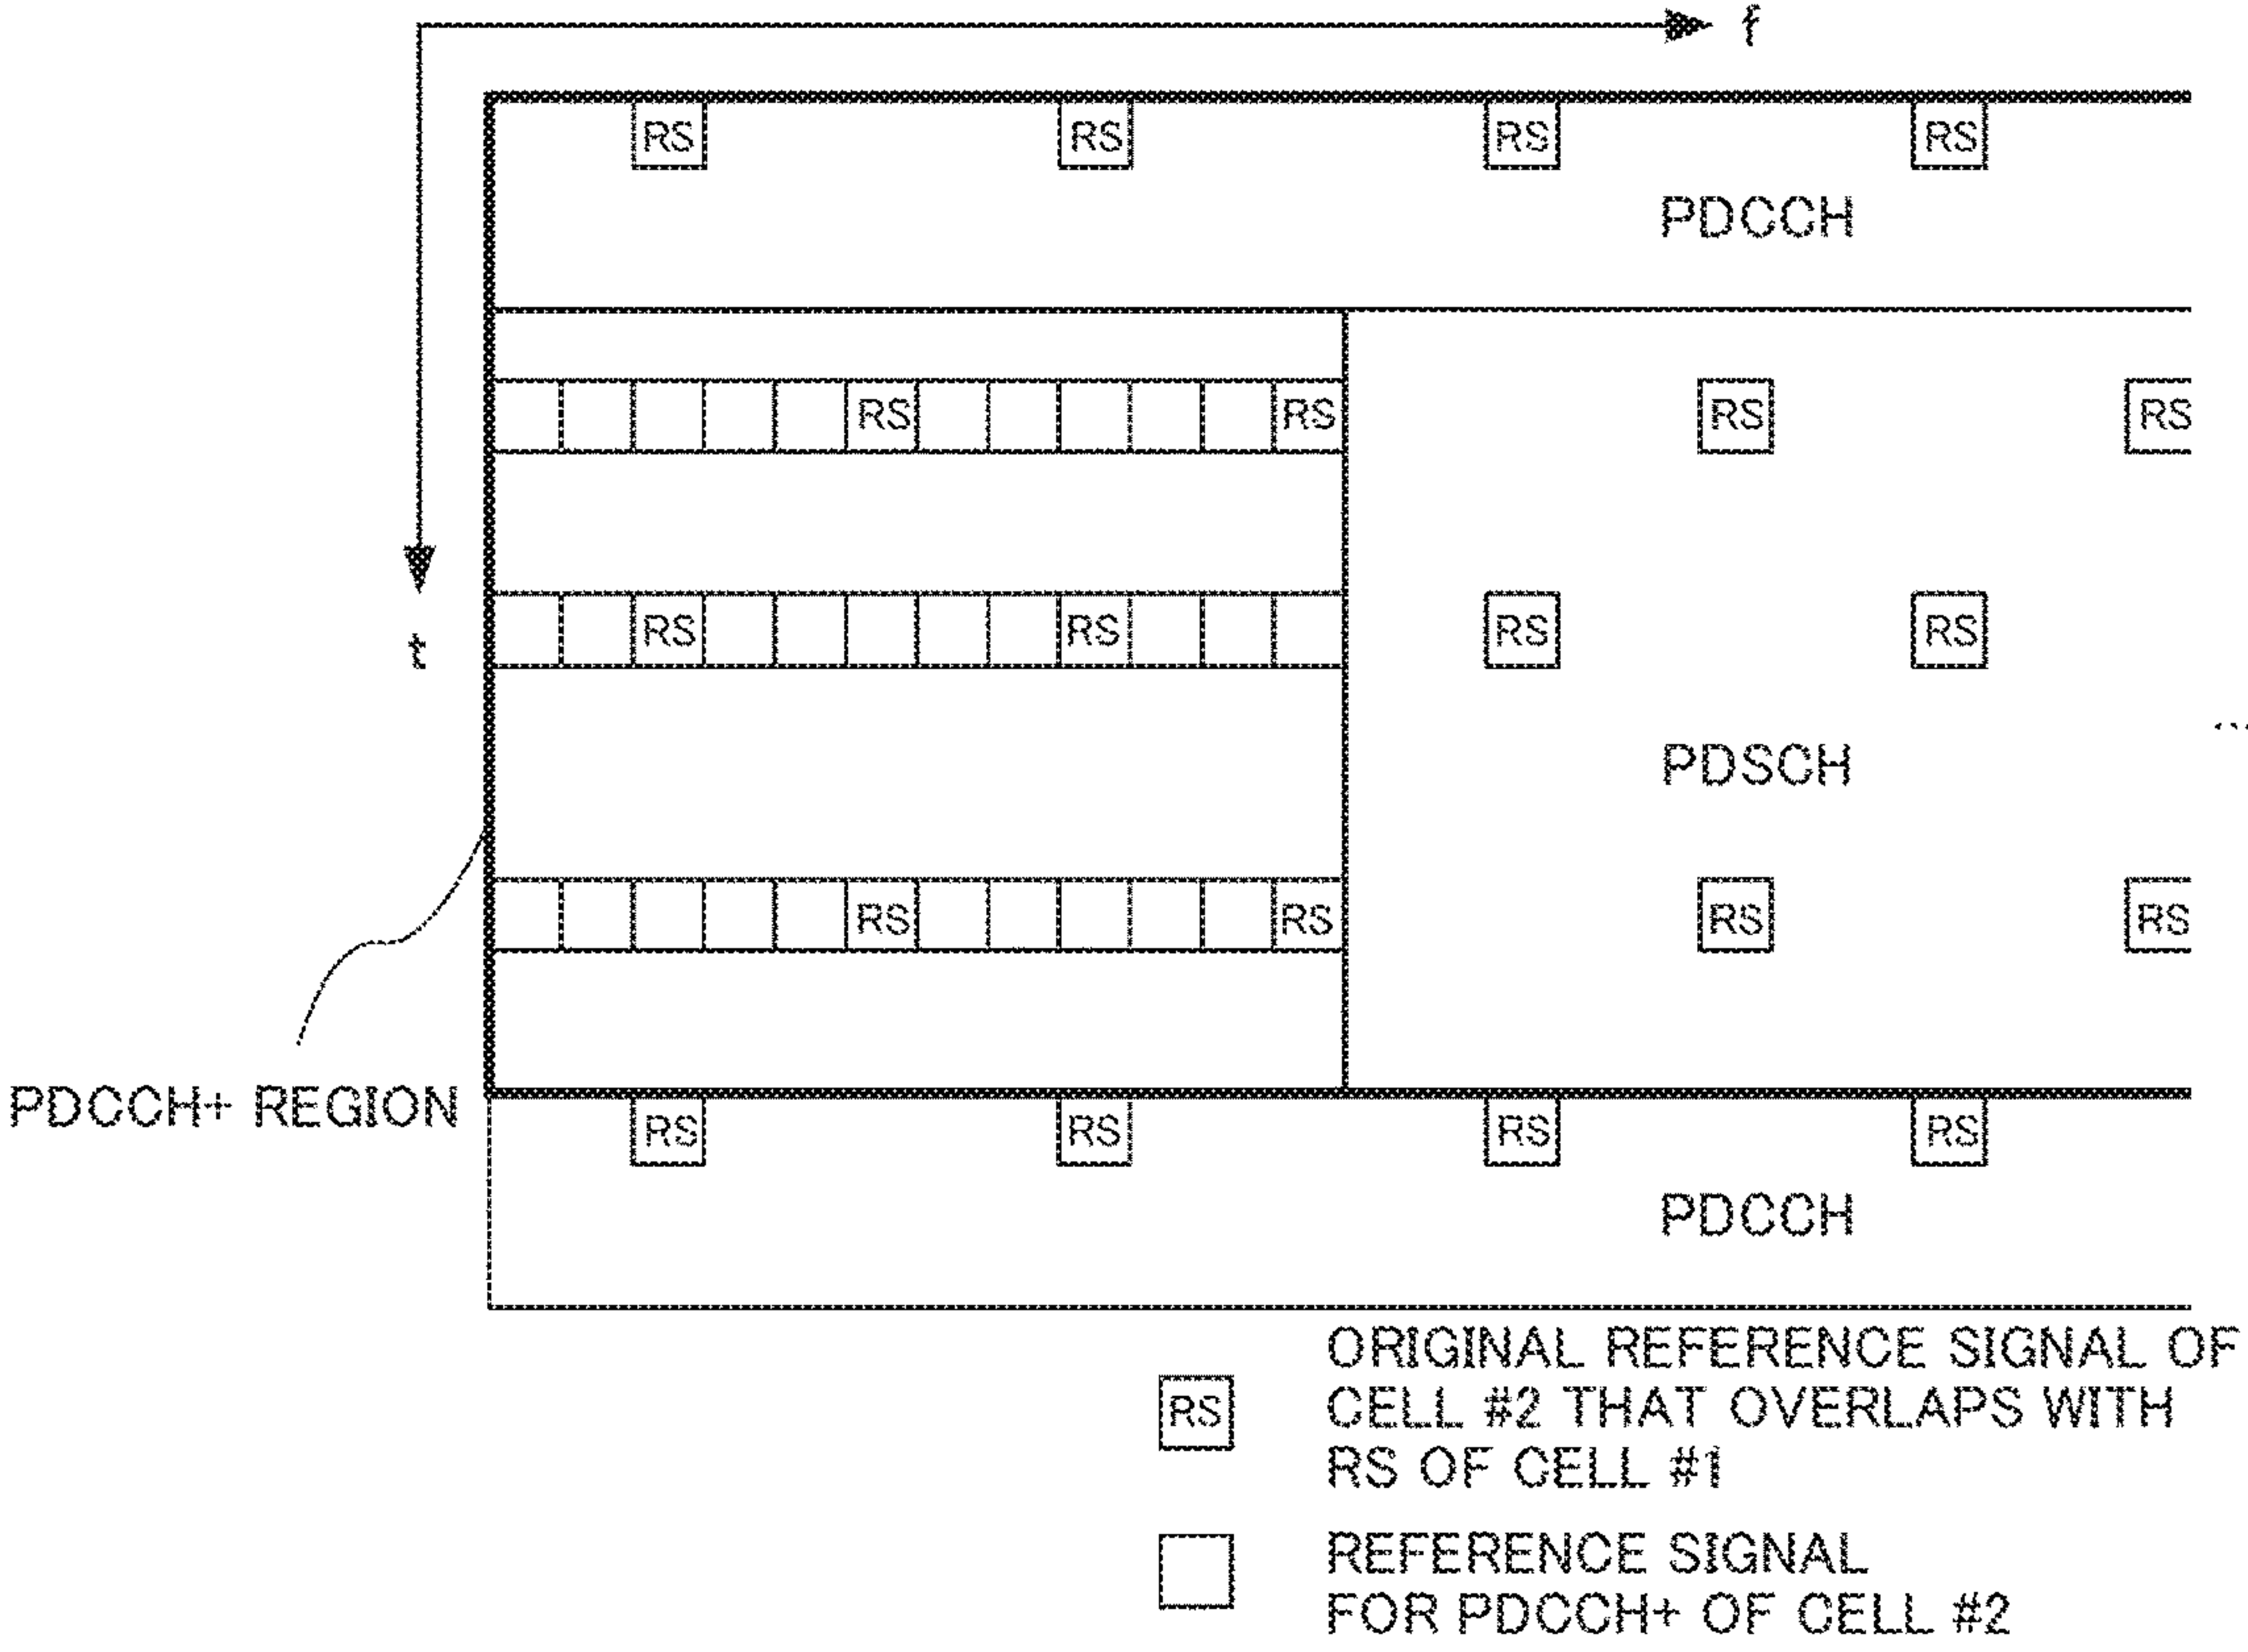 f
RS RS RS RS
PDCCH
RS RS RS RS
t
RS RS RS RS
PDSCH
RS RS RS RS
PDCCH+ REGION
RS RS RS RS
PDCCH
RS
ORIGINAL REFERENCE SIGNAL OF
CELL #2 THAT OVERLAPS WITH
RS OF CELL #1
REFERENCE SIGNAL
FOR PDCCH+ OF CELL #2